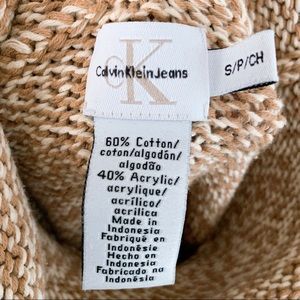 CK
Calvin Klein Jeans
S/P/CH
60% Cotton/
coton/algodón/
algodão
40% Acrylic/
acrylique/
acrílico/
acrilica
Made in
Indonesia
Fabriqué en
Indonésie
Hecho en
Indonesia
Fabricado na
Indonésia